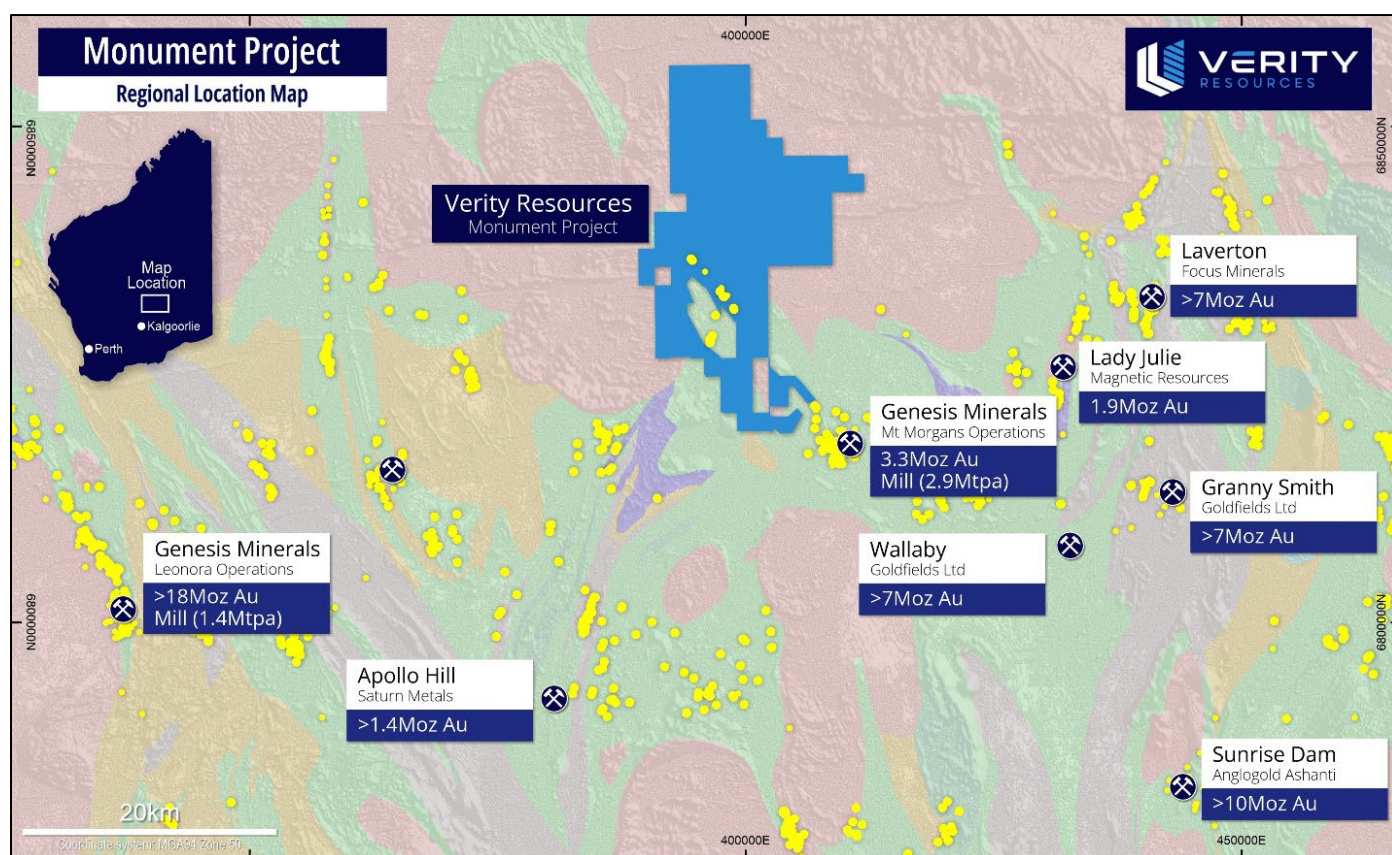 Monument Project
Regional Location Map
400000E
VERITY
RESOURCES
6850000N
6850000N
Map
Location
Kalgoorlie
Perth
Verity Resources
Monument Project
Laverton
Focus Minerals
>7Moz Au
Lady Julie
Magnetic Resources
1.9Moz Au
Genesis Minerals
Mt Morgans Operations
3.3Moz Au
Mill (2.9Mtpa)
Granny Smith
Goldfields Ltd
>7Moz Au
Wallaby
Goldfields Ltd
>7Moz Au
Genesis Minerals
Leonora Operations
>18Moz Au
Mill (1.4Mtpa)
6800000N
6800000N
Apollo Hill
Saturn Metals
>1.4Moz Au
Sunrise Dam
Anglogold Ashanti
>10Moz Au
20km
Coordinate system: MGA94 Zone 50
400000E
450000E